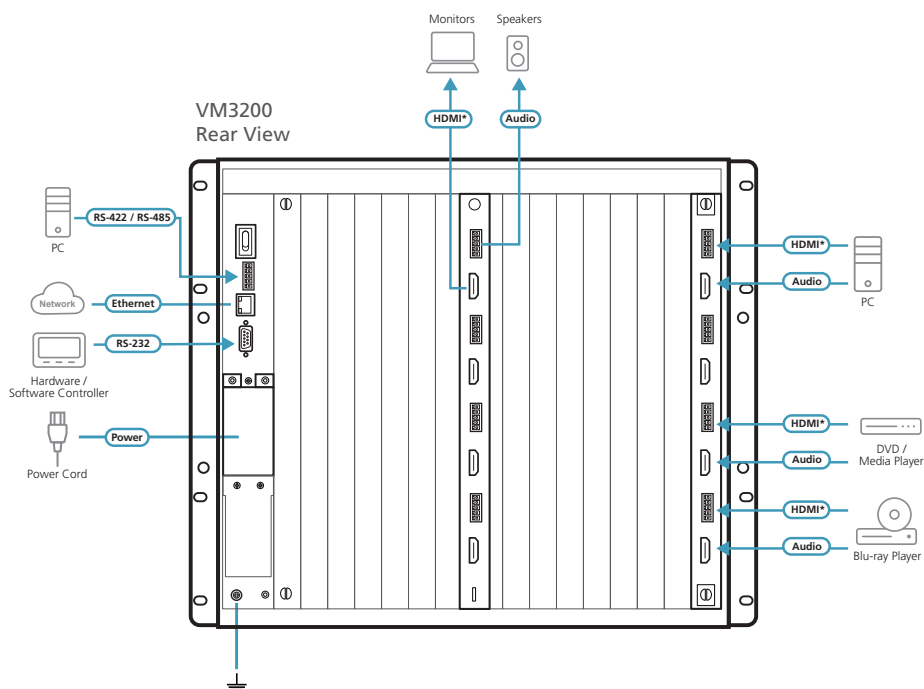 Monitors
Speakers
HDMI*
Audio
VM3200
Rear View
RS-422 / RS-485
PC
Network
Ethernet
RS-232
Hardware /
Software Controller
Power
Power Cord
HDMI*
Audio
PC
HDMI*
Audio
DVD /
Media Player
HDMI*
Audio
Blu-ray Player